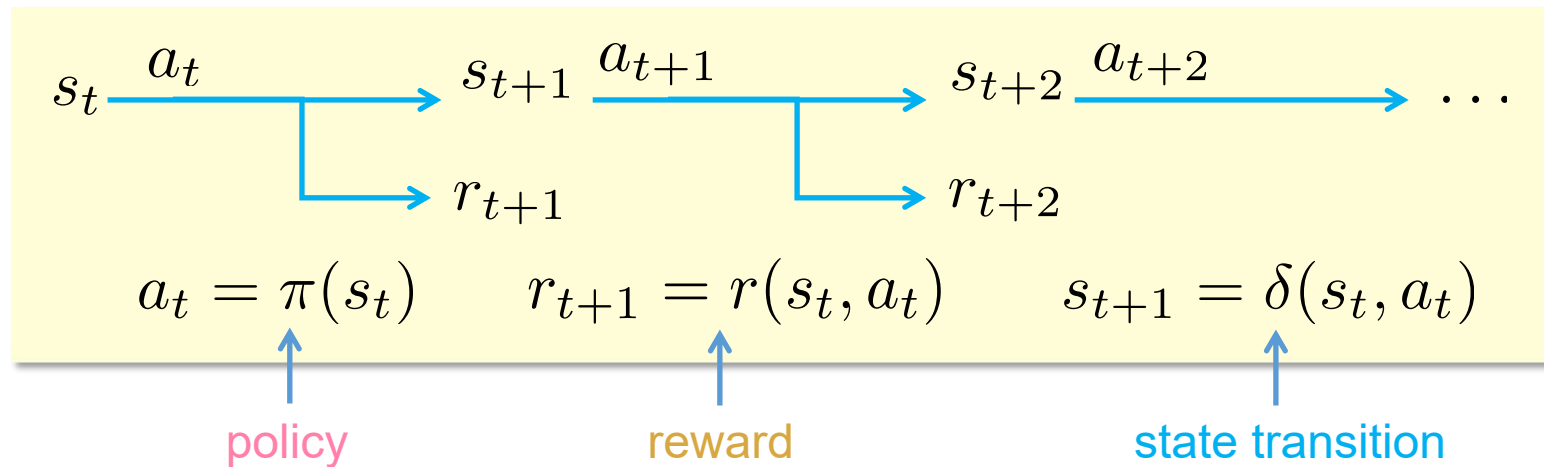 s_t a_t s_{t+1} a_{t+1} s_{t+2} a_{t+2} ...
r_{t+1} r_{t+2}
a_t = π(s_t) r_{t+1} = r(s_t, a_t) s_{t+1} = δ(s_t, a_t)
policy reward state transition